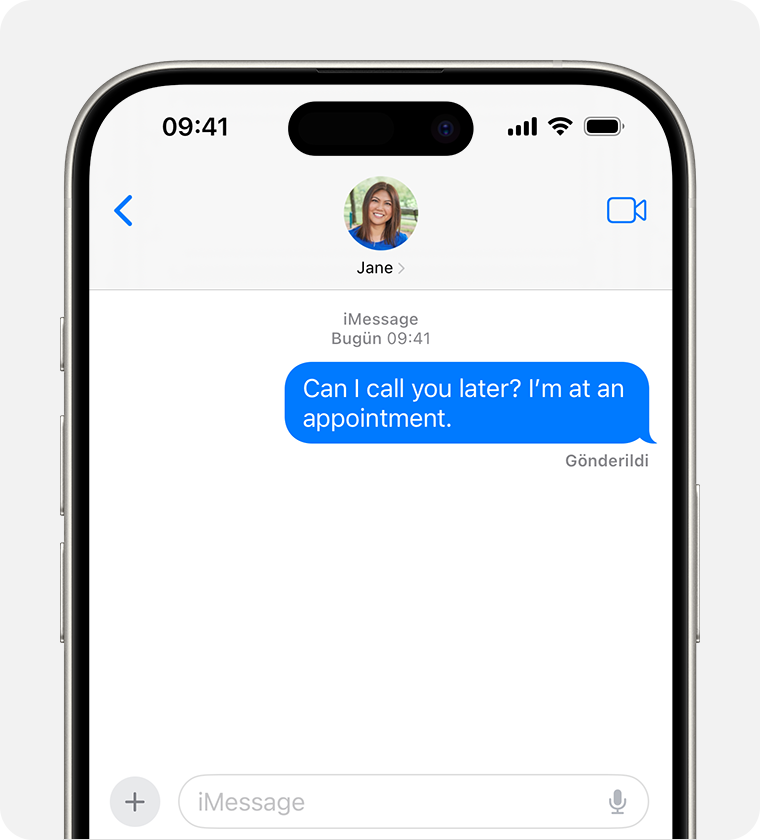 09:41
Jane
iMessage
Bugün 09:41
Can I call you later? I’m at an
appointment.
Gönderildi
iMessage